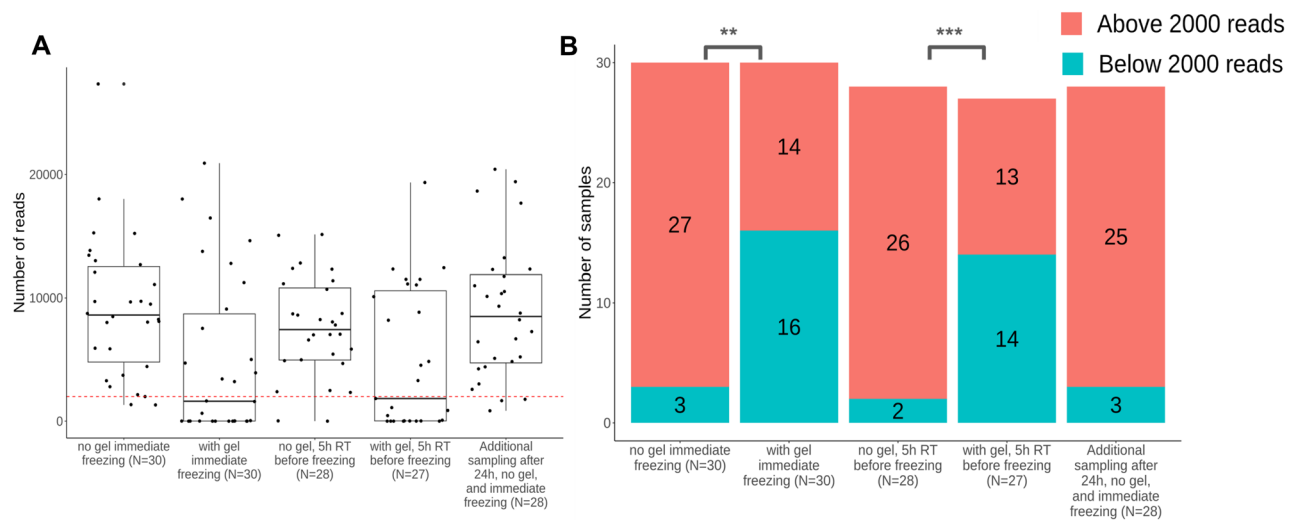 A
Number of reads
20000
10000
0
no gel immediate
freezing (N=30)
with gel
immediate
freezing (N=30)
no gel, 5h RT
before freezing
(N=28)
with gel, 5h RT
before freezing
(N=27)
Additional
sampling after
24h, no gel,
and immediate
freezing (N=28)
B
Above 2000 reads
Below 2000 reads
**
***
Number of samples
30
20
10
0
27
3
14
16
26
2
13
14
25
3
no gel immediate
freezing (N=30)
with gel
immediate
freezing (N=30)
no gel, 5h RT
before freezing
(N=28)
with gel, 5h RT
before freezing
(N=27)
Additional
sampling after
24h, no gel,
and immediate
freezing (N=28)